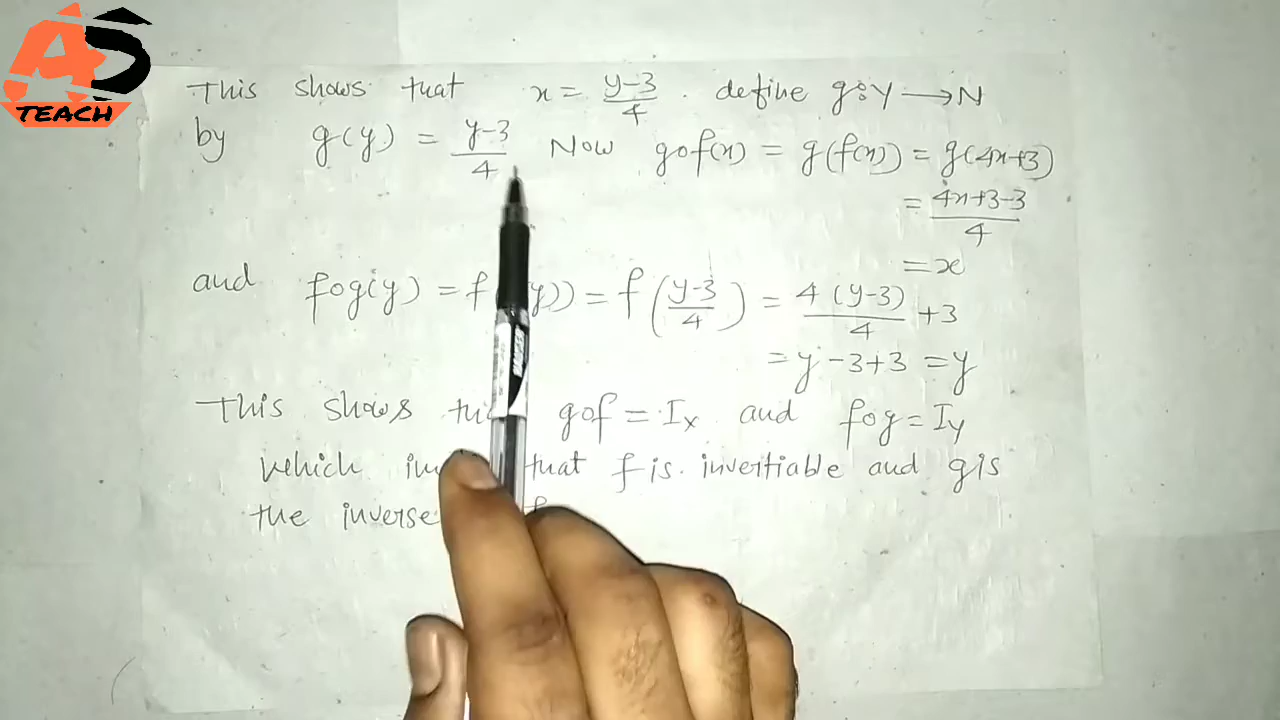 AS
TEACH
This shows that x = y-3/4 . define g:Y → N
by g(y) = y-3/4 Now gof(x) = g(f(x)) = g(4x+3)
= 4x+3-3/4
= x
and fog(y) = f( y)) = f(y-3/4) = 4(y-3)/4 +3
= y-3+3 = y
This shows gof = Ix and fog = Iy
which that f is invertiable and g is
the inverse